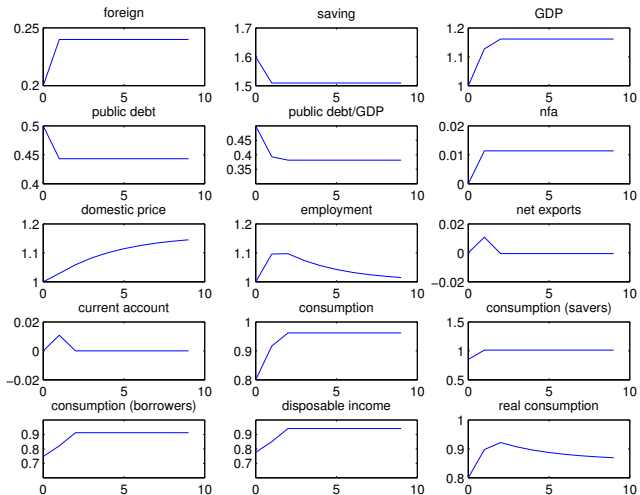 foreign saving GDP
0.25 1.7 1.2
1.6 1.1
0.2 1.5 1
0 5 10 0 5 10 0 5 10
public debt public debt/GDP nfa
0.5 0.02
0.45 0.45 0.01
0.4 0.4 0.35 0
0 5 10 0 5 10 0 5 10
domestic price employment net exports
1.2 1.2 0.02
1.1 1.1 0
1 1 −0.02
0 5 10 0 5 10 0 5 10
current account consumption consumption (savers)
0.02 1 1.5
0 0.9 1
−0.02 0.8 0.5
0 5 10 0 5 10 0 5 10
consumption (borrowers) disposable income real consumption
0.9 0.9 1
0.8 0.8 0.9
0.7 0.7 0.8
0 5 10 0 5 10 0 5 10